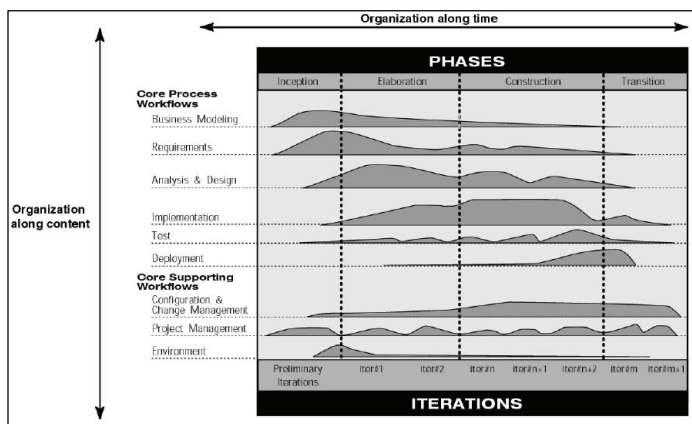 Organization along time
PHASES
Inception Elaboration Construction Transition
Core Process
Workflows
Business Modeling
Requirements
Analysis & Design
Organization
along content
Implementation
Test
Deployment
Core Supporting
Workflows
Configuration &
Change Management
Project Management
Environment
Preliminary
Iterations
iter#1 iter#2 iter#n iter#n+1 iter#n+2 iter#m iter#m+1
ITERATIONS